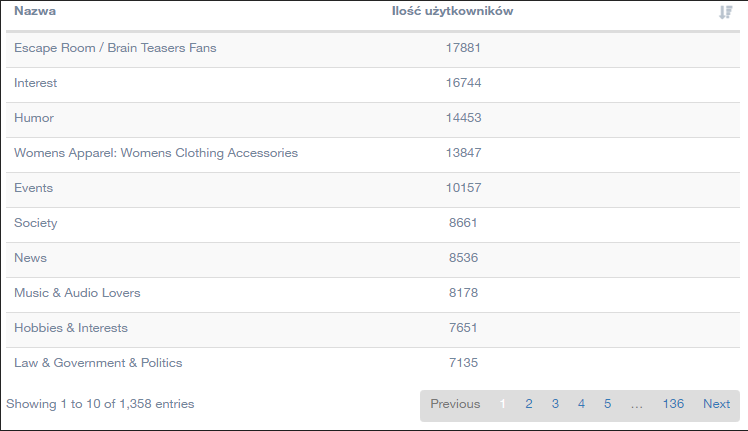 Nazwa Ilość użytkowników
Escape Room / Brain Teasers Fans 17881
Interest 16744
Humor 14453
Womens Apparel: Womens Clothing Accessories 13847
Events 10157
Society 8661
News 8536
Music & Audio Lovers 8178
Hobbies & Interests 7651
Law & Government & Politics 7135
Showing 1 to 10 of 1,358 entries Previous 1 2 3 4 5 … 136 Next